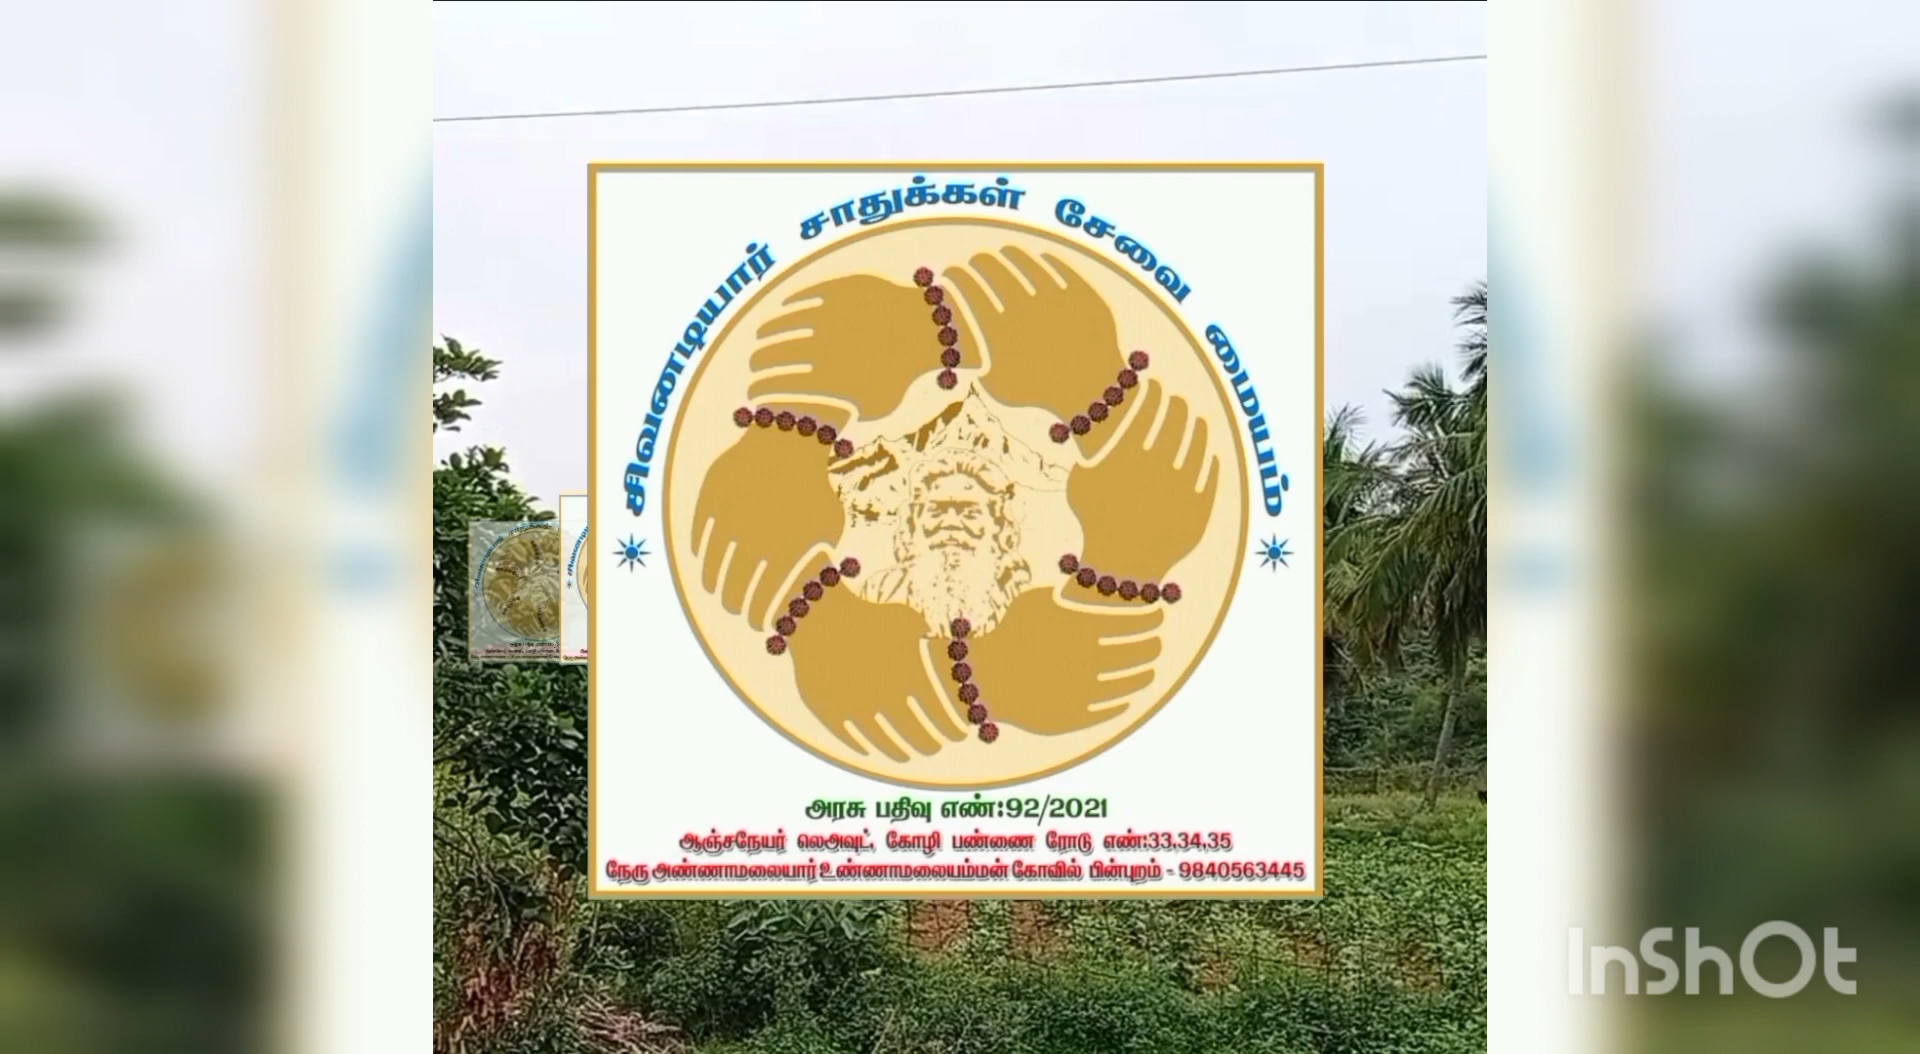 சிவனடியார் சாதுக்கள் சேவை மையம்
அரசு பதிவு எண்:92/2021
ஆஞ்சநேயர் லெஅவுட், கோழி பண்ணை ரோடு எண்:33,34,35
நேரு அண்ணாமலையார் உண்ணாமலையம்மன் கோவில் பின்புறம் - 9840563445
InShOt